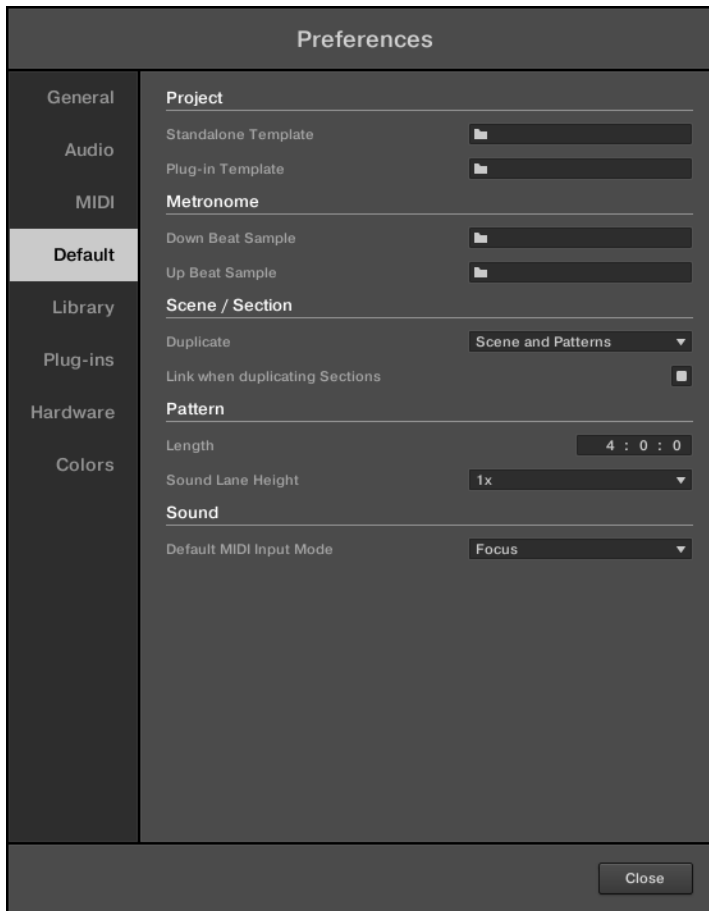 Preferences
General
Audio
MIDI
Default
Library
Plug-ins
Hardware
Colors
Project
Standalone Template
Plug-in Template
Metronome
Down Beat Sample
Up Beat Sample
Scene / Section
Duplicate Scene and Patterns
Link when duplicating Sections
Pattern
Length 4 : 0 : 0
Sound Lane Height 1x
Sound
Default MIDI Input Mode Focus
Close